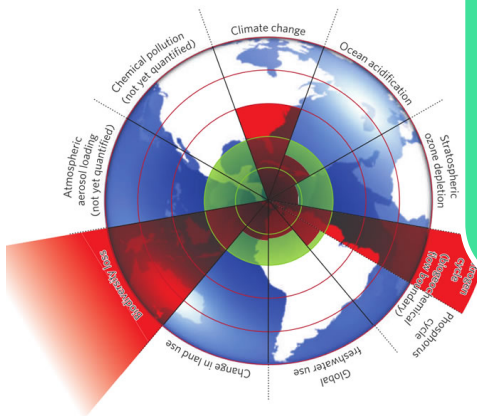 Climate change
Ocean acidification
Stratospheric
ozone depletion
cycle
(biogeochemical
flow boundary)
Phosphorus
cycle
Global
freshwater use
Change in land use
Biodiversity loss
Atmospheric
aerosol loading
(not yet quantified)
Chemical pollution
(not yet quantified)